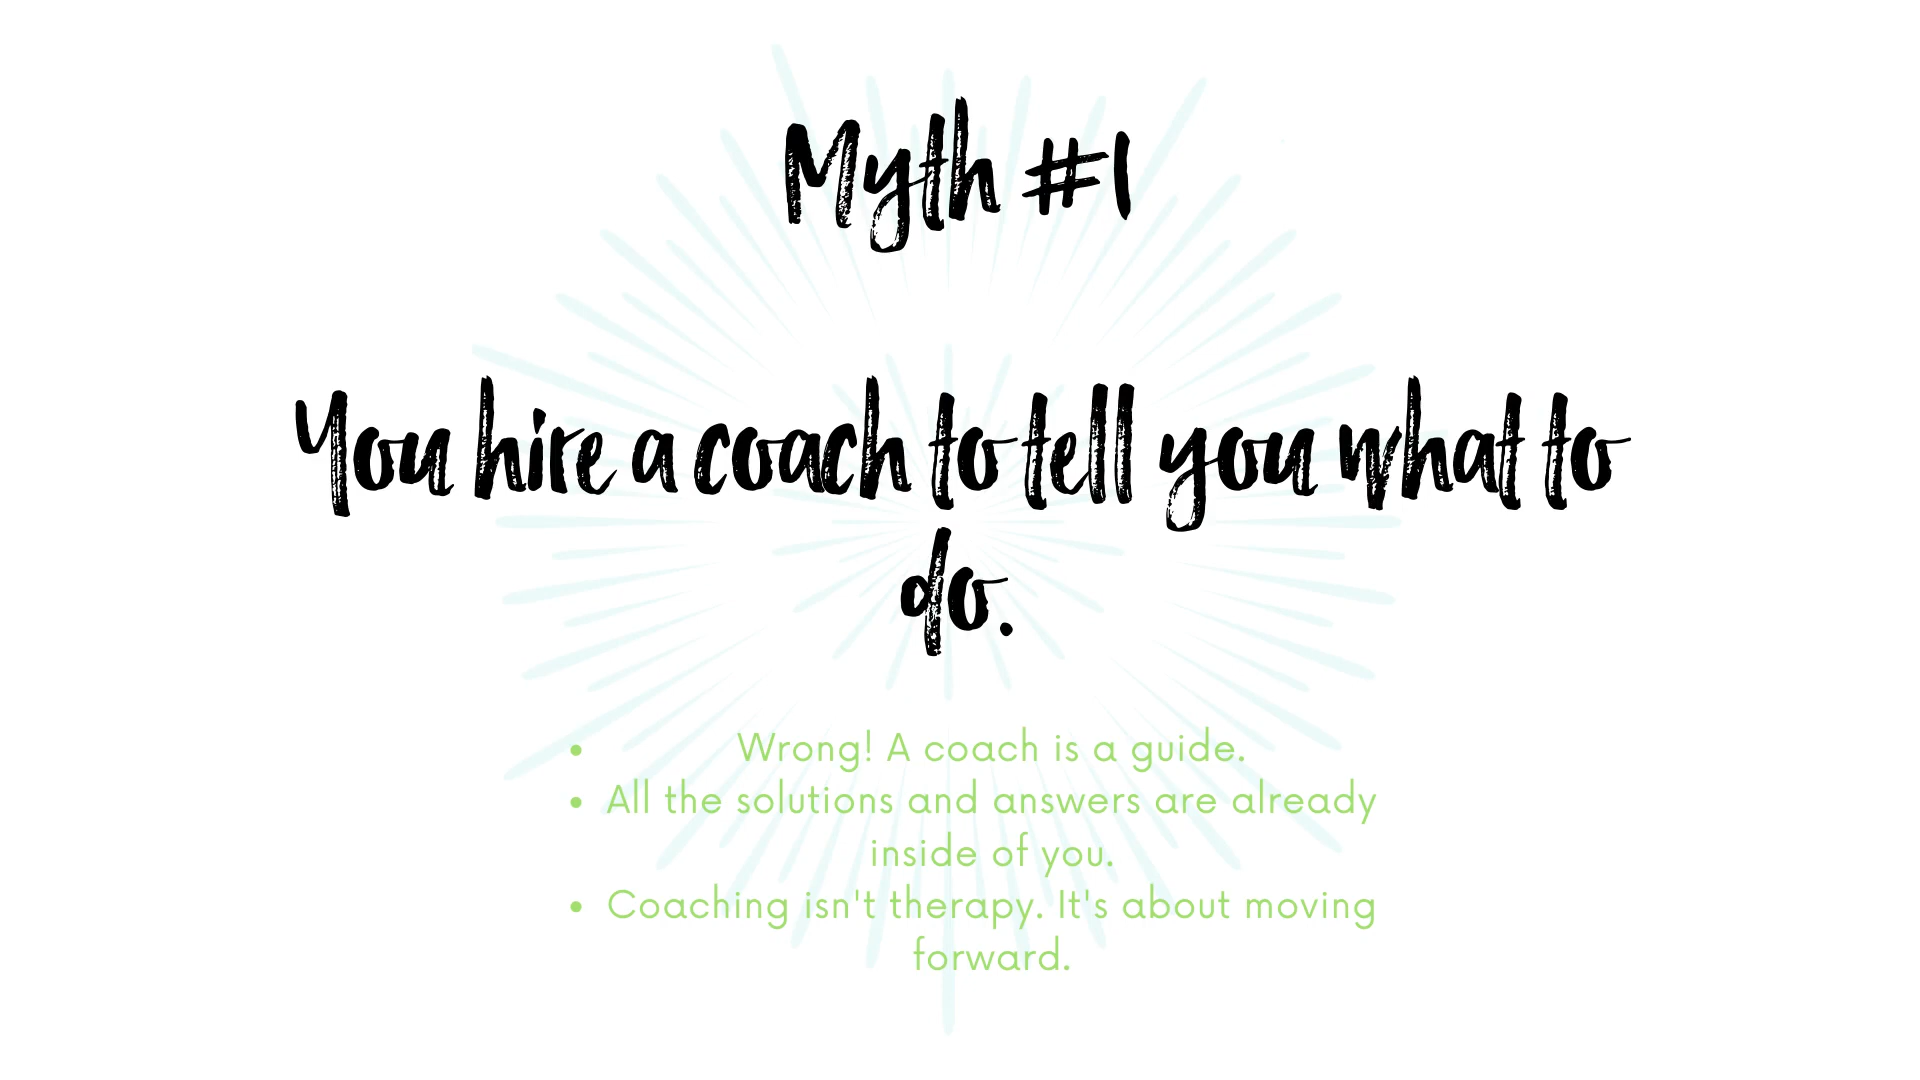 Myth #1
You hire a coach to tell you what to
do.
• Wrong! A coach is a guide.
• All the solutions and answers are already
inside of you.
• Coaching isn't therapy. It's about moving
forward.